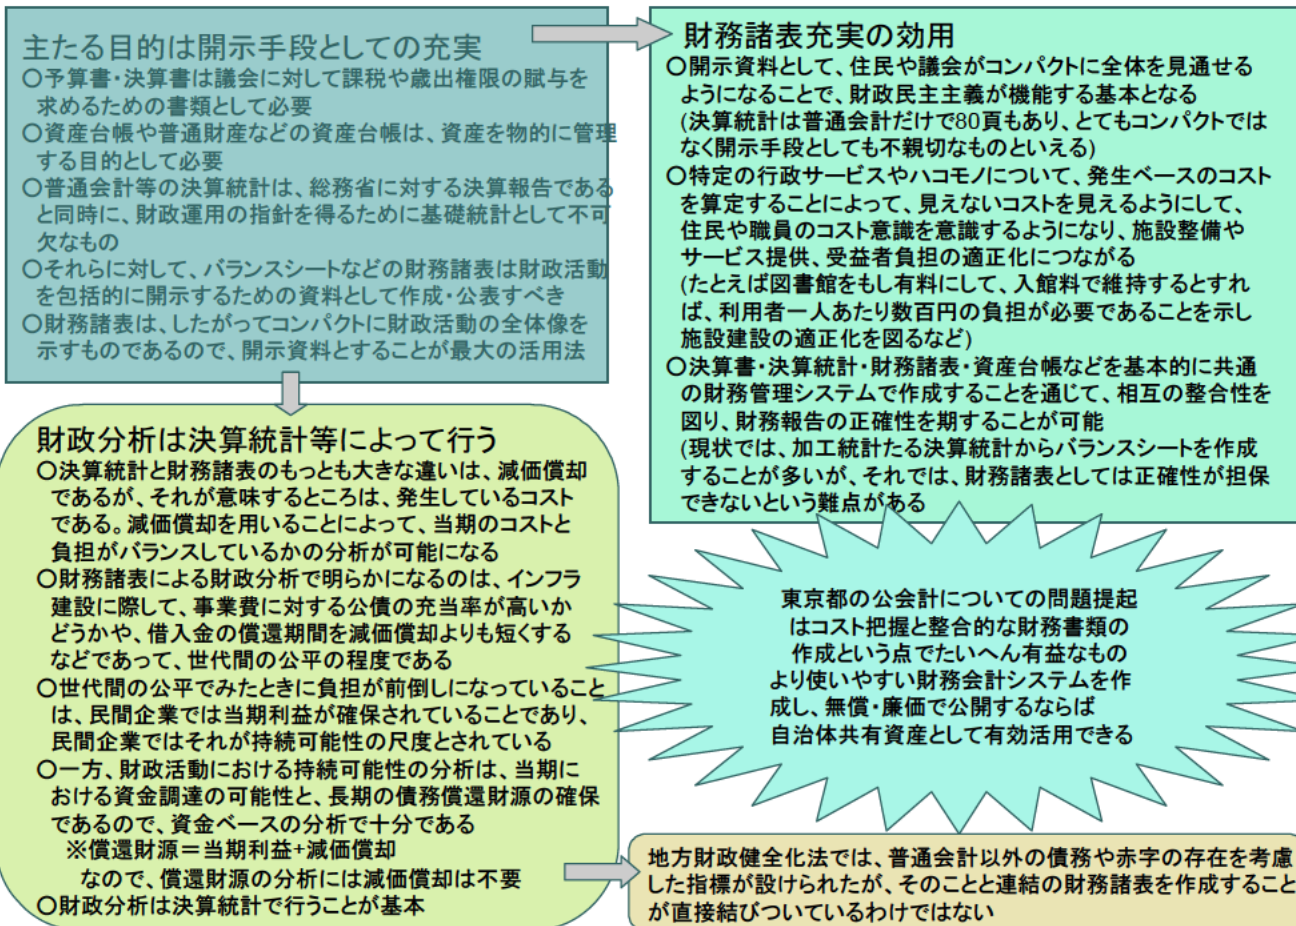 主たる目的は開示手段としての充実
〇予算書・決算書は議会に対して課税や歳出権限の賦与を
求めるための書類として必要
〇資産台帳や普通財産などの資産台帳は、資産を物的に管理
する目的として必要
〇普通会計等の決算統計は、総務省に対する決算報告である
と同時に、財政運用の指針を得るために基礎統計として不可
欠なもの
〇それらに対して、バランスシートなどの財務諸表は財政活動
を包括的に開示するための資料として作成・公表すべき
〇財務諸表は、したがってコンパクトに財政活動の全体像を
示すものであるので、開示資料とすることが最大の活用法
財務諸表充実の効用
〇開示資料として、住民や議会がコンパクトに全体を見通せる
ようになることで、財政民主主義が機能する基本となる
(決算統計は普通会計だけで80頁もあり、とてもコンパクトでは
なく開示手段としても不親切なものといえる)
〇特定の行政サービスやハコモノについて、発生ベースのコスト
を算定することによって、見えないコストを見えるようにして、
住民や職員のコスト意識を意識するようになり、施設整備や
サービス提供、受益者負担の適正化につながる
(たとえば図書館をもし有料にして、入館料で維持するとすれ
ば、利用者一人あたり数百円の負担が必要であることを示し
施設建設の適正化を図るなど)
〇決算書・決算統計・財務諸表・資産台帳などを基本的に共通
の財務管理システムで作成することを通じて、相互の整合性を
図り、財務報告の正確性を期することが可能
(現状では、加工統計たる決算統計からバランスシートを作成
することが多いが、それでは、財務諸表としては正確性が担保
できないという難点がある
財政分析は決算統計等によって行う
〇決算統計と財務諸表のもっとも大きな違いは、減価償却
であるが、それが意味するところは、発生しているコスト
である。減価償却を用いることによって、当期のコストと
負担がバランスしているかの分析が可能になる
〇財務諸表による財政分析で明らかになるのは、インフラ
建設に際して、事業費に対する公債の充当率が高いか
どうかや、借入金の償還期間を減価償却よりも短くする
などであって、世代間の公平の程度である
〇世代間の公平でみたときに負担が前倒しになっていること
は、民間企業では当期利益が確保されていることであり、
民間企業ではそれが持続可能性の尺度とされている
〇一方、財政活動における持続可能性の分析は、当期に
おける資金調達の可能性と、長期の債務償還財源の確保
であるので、資金ベースの分析で十分である
※償還財源=当期利益+減価償却
なので、償還財源の分析には減価償却は不要
〇財政分析は決算統計で行うことが基本
東京都の公会計についての問題提起
はコスト把握と整合的な財務書類の
作成という点でたいへん有益なもの
より使いやすい財務会計システムを作
成し、無償・廉価で公開するならば
自治体共有資産として有効活用できる
地方財政健全化法では、普通会計以外の債務や赤字の存在を考慮
した指標が設けられたが、そのことと連結の財務諸表を作成すること
が直接結びついているわけではない